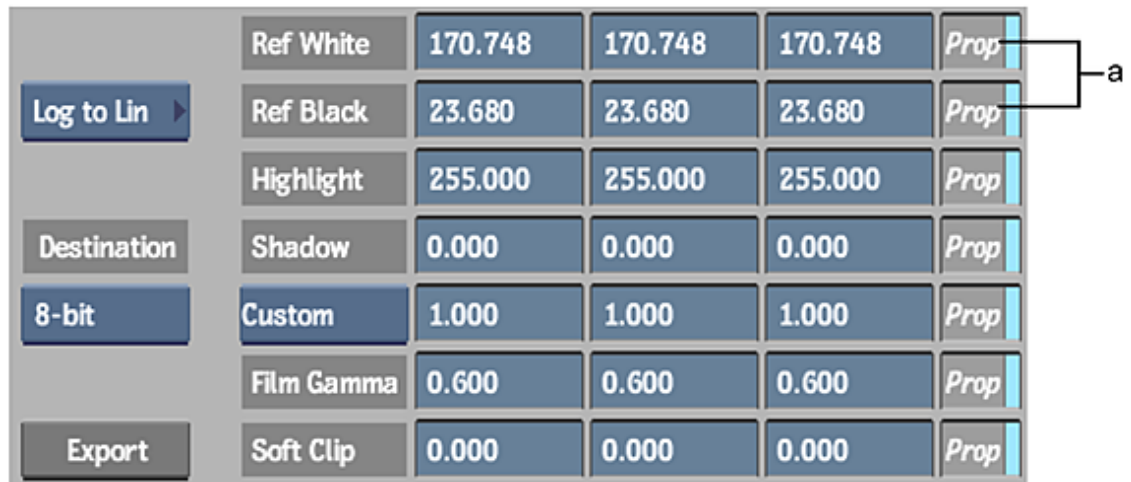 Ref White 170.748 170.748 170.748 Prop
a
Log to Lin Ref Black 23.680 23.680 23.680 Prop
Highlight 255.000 255.000 255.000 Prop
Destination Shadow 0.000 0.000 0.000 Prop
8-bit Custom 1.000 1.000 1.000 Prop
Film Gamma 0.600 0.600 0.600 Prop
Export Soft Clip 0.000 0.000 0.000 Prop